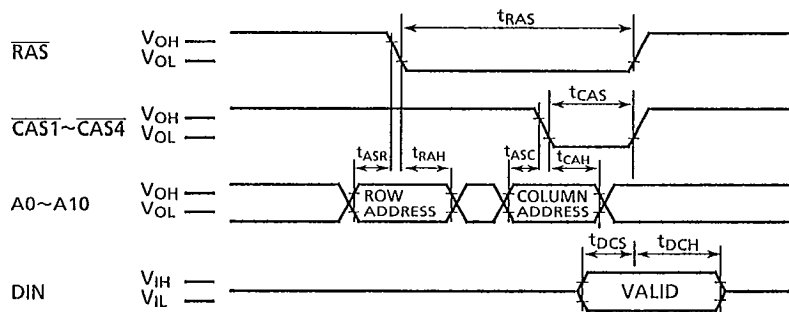 tRAS
RAS VOH VOL
tCAS
CAS1~CAS4 VOH VOL
tASR tRAH tASC tCAH
A0~A10 VOH VOL ROW ADDRESS COLUMN ADDRESS
tDCS tDCH
DIN VIH VIL VALID